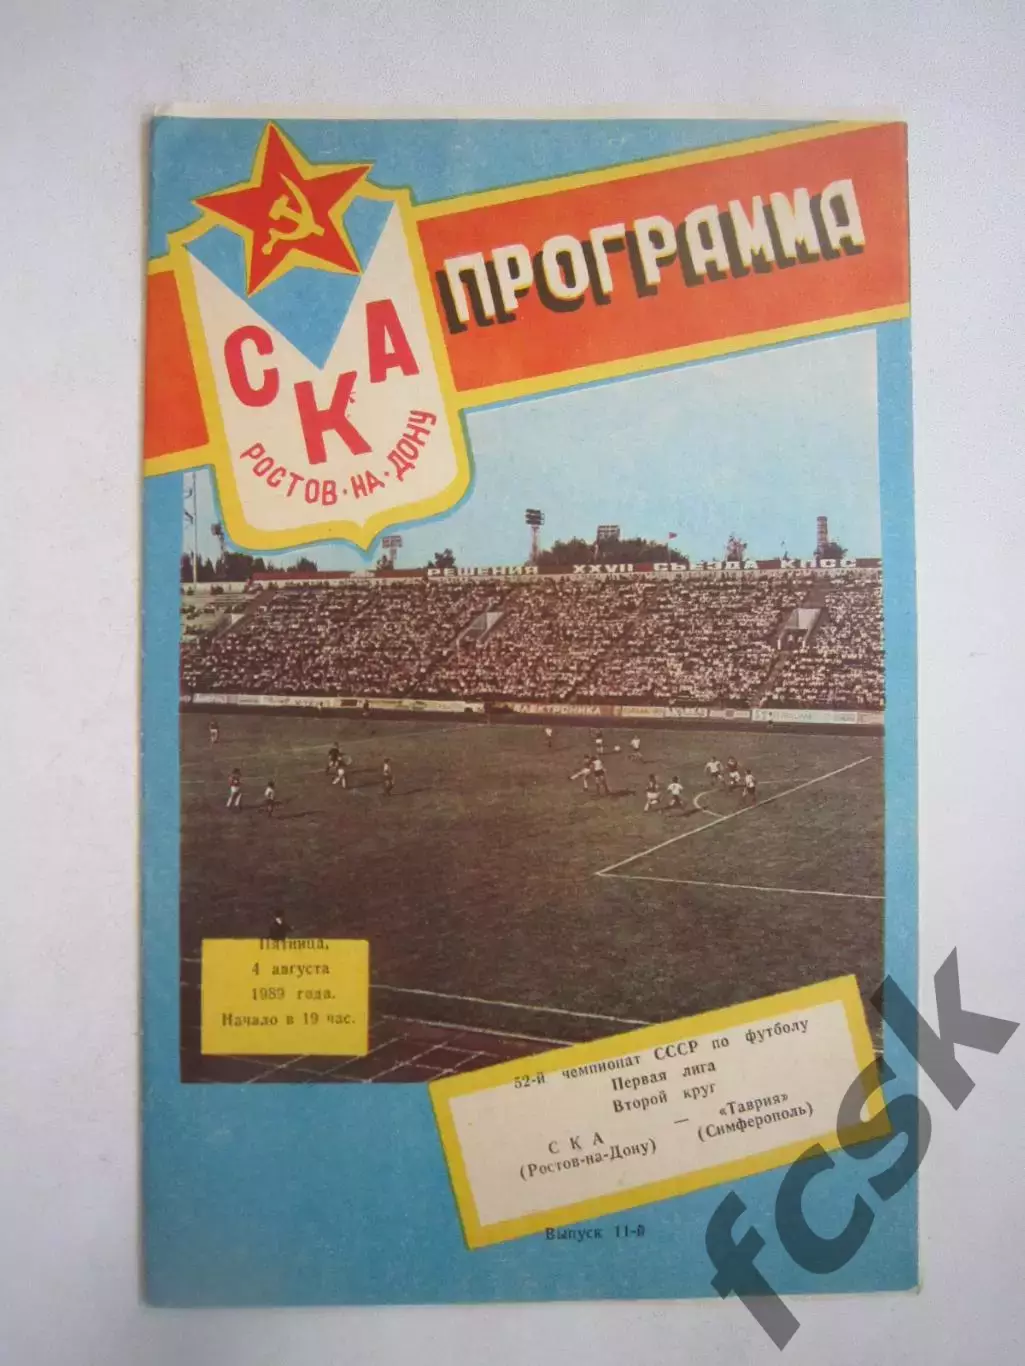 ПРОГРАММА
СКА
РОСТОВ·НА·ДОНУ
РЕШЕНИЯ XXVII СЪЕЗДА КПСС
ЭЛЕКТРОНИКА
Пятница,
4 августа
1989 года.
Начало в 19 час.
52-й чемпионат СССР по футболу
Первая лига
Второй круг
СКА — «Таврия»
(Ростов-на-Дону) (Симферополь)
Выпуск 11-й
fcsk